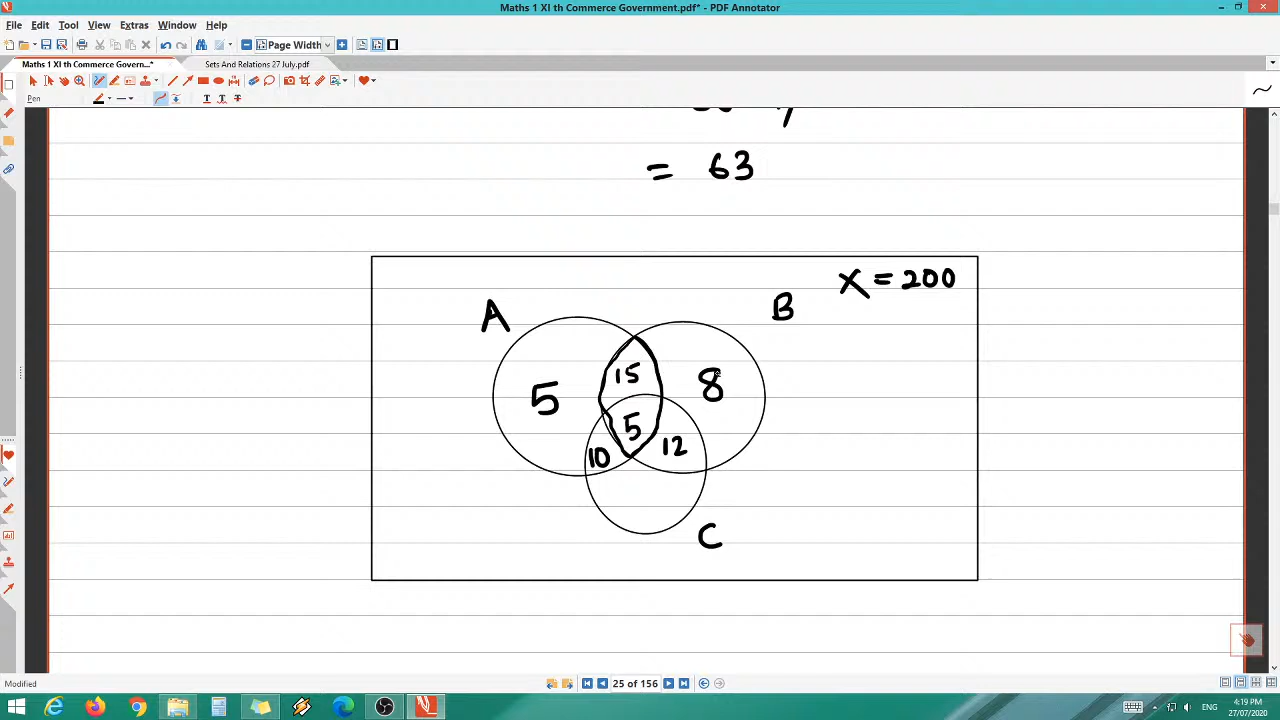 Maths 1 XI th Commerce Government.pdf* - PDF Annotator
File Edit Tool View Extras Window Help
Page Width
Maths 1 XI th Commerce Govern...*
Sets And Relations 27 July.pdf
Pen
= 63
X = 200
A
B
15
8
5
5
12
10
C
25 of 156
Modified
ENG
4:19 PM
27/07/2020